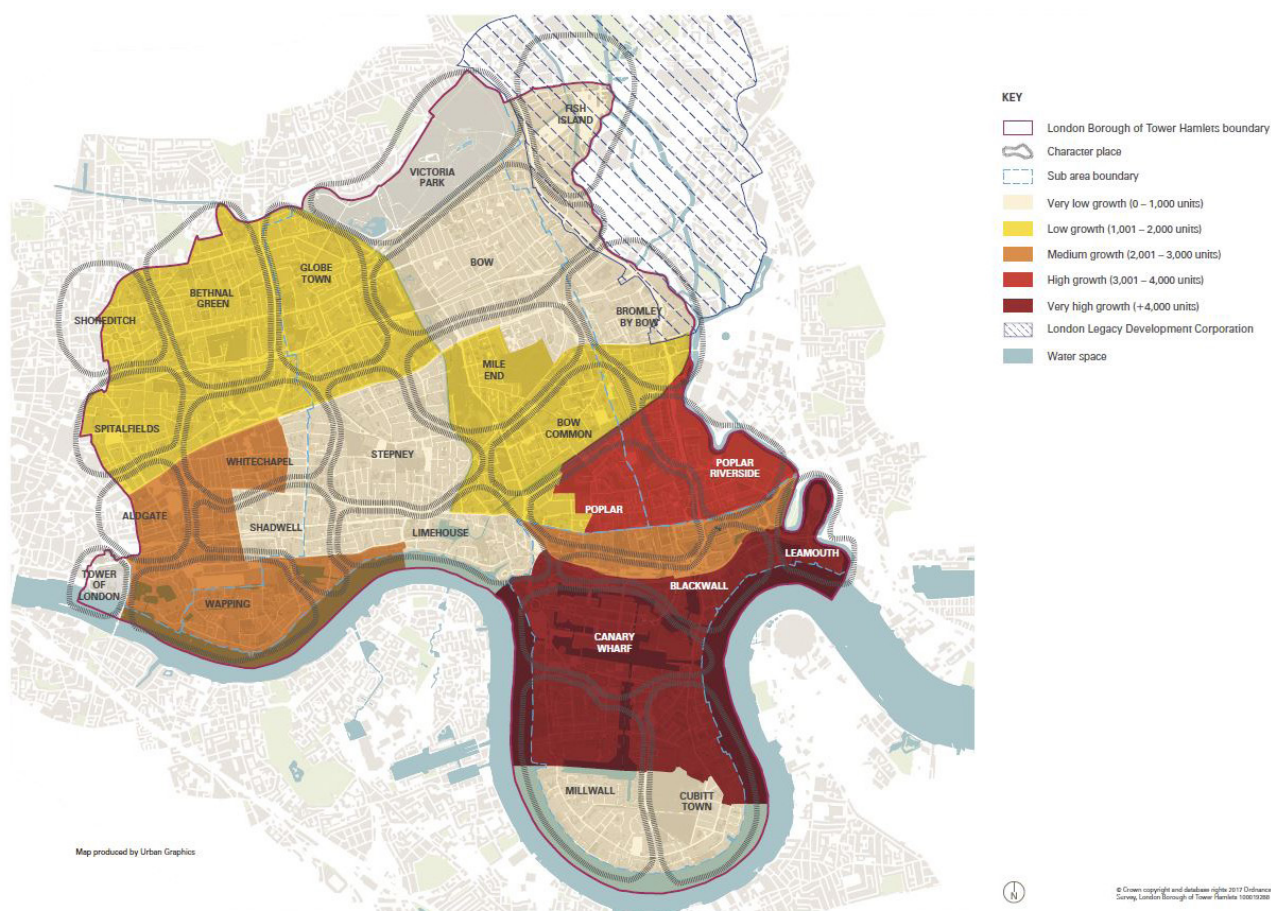 FISH
ISLAND
VICTORIA
PARK
BOW
GLOBE
TOWN
BETHNAL
GREEN
SHOREDITCH
BROMLEY
BY BOW
MILE
END
SPITALFIELDS
BOW
COMMON
WHITECHAPEL
STEPNEY
POPLAR
RIVERSIDE
POPLAR
ALDGATE
SHADWELL
LIMEHOUSE
LEAMOUTH
TOWER
OF
LONDON
WAPPING
BLACKWALL
CANARY
WHARF
MILLWALL
CUBITT
TOWN
Map produced by Urban Graphics
KEY
London Borough of Tower Hamlets boundary
Character place
Sub area boundary
Very low growth (0 – 1,000 units)
Low growth (1,001 – 2,000 units)
Medium growth (2,001 – 3,000 units)
High growth (3,001 – 4,000 units)
Very high growth (+4,000 units)
London Legacy Development Corporation
Water space
N
© Crown copyright and database rights 2017 Ordnance
Survey, London Borough of Tower Hamlets 100019288